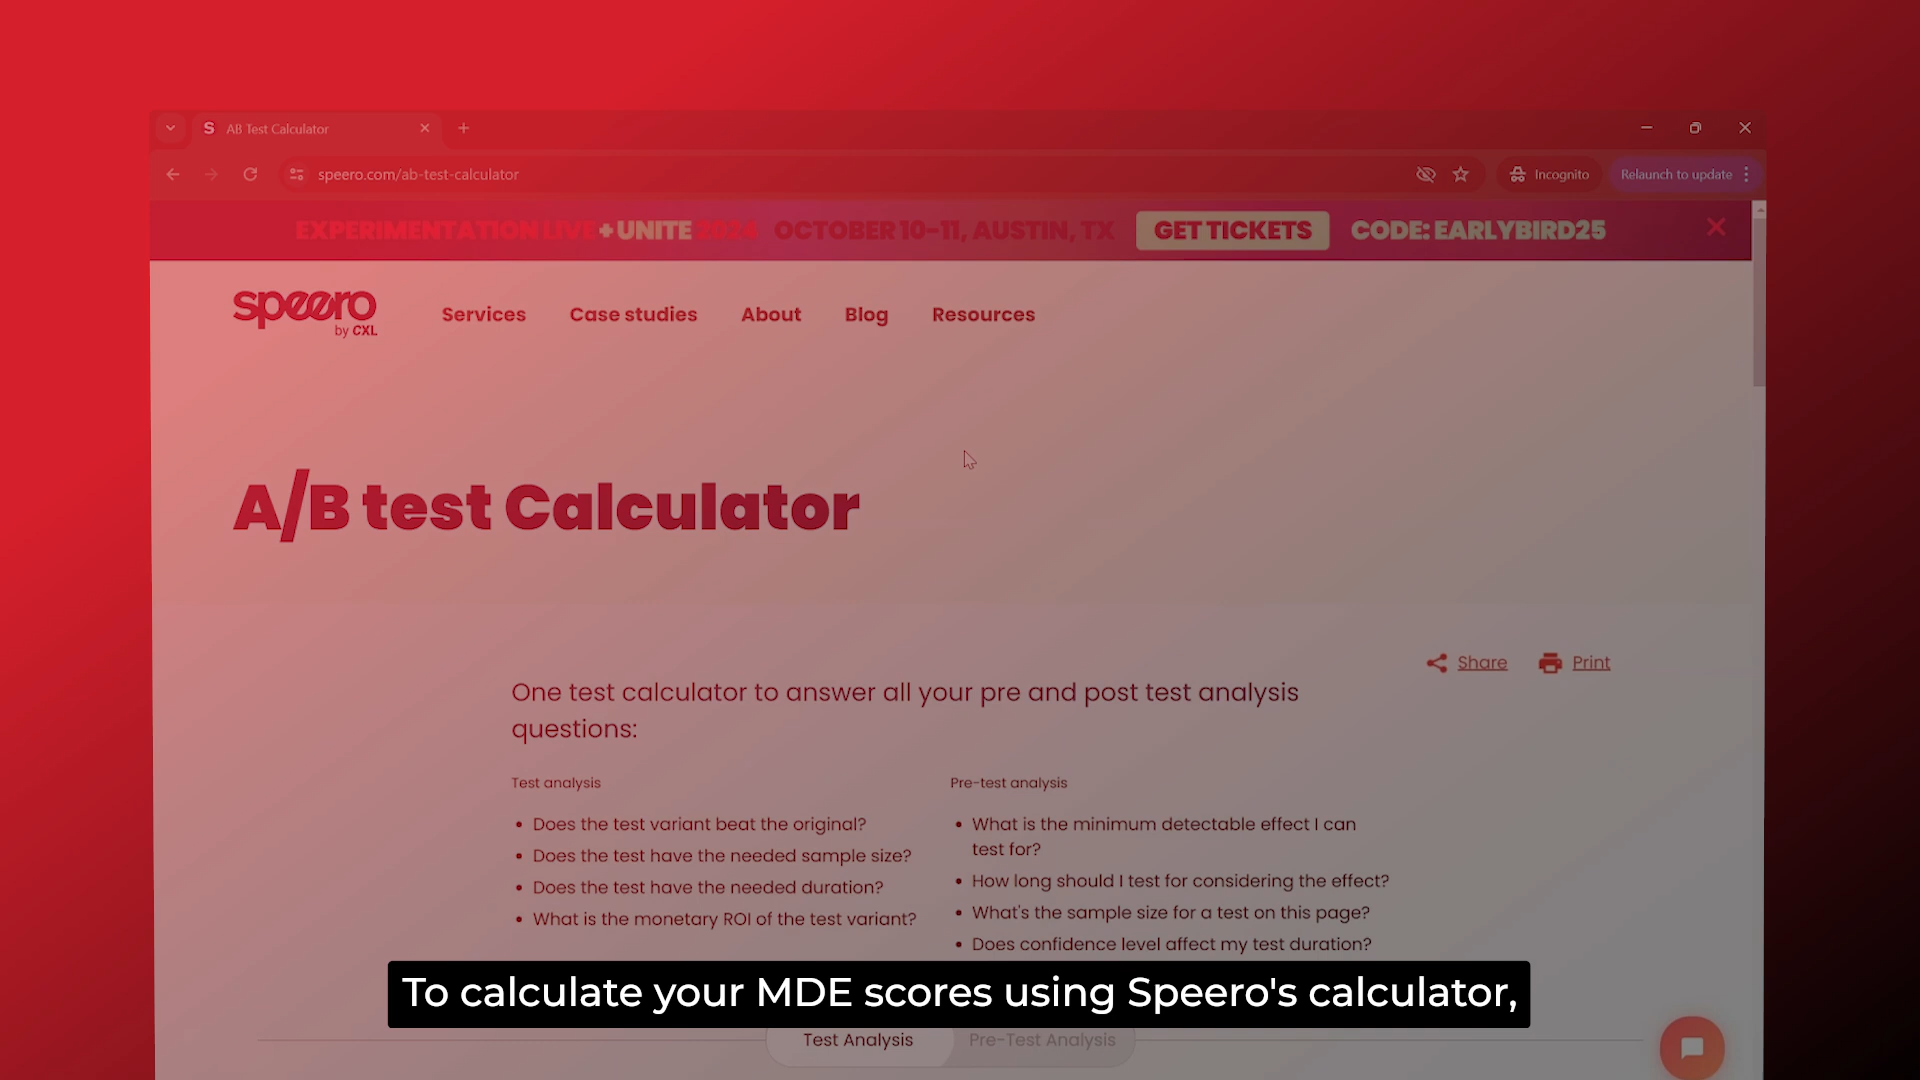 AB Test Calculator
speero.com/ab-test-calculator
Incognito
Relaunch to update
EXPERIMENTATION LIVE + UNITE 2024 OCTOBER 10-11, AUSTIN, TX GET TICKETS CODE: EARLYBIRD25
speero
by CXL
Services
Case studies
About
Blog
Resources
A/B test Calculator
Share
Print
One test calculator to answer all your pre and post test analysis
questions:
Test analysis
• Does the test variant beat the original?
• Does the test have the needed sample size?
• Does the test have the needed duration?
• What is the monetary ROI of the test variant?
Pre-test analysis
• What is the minimum detectable effect I can
test for?
• How long should I test for considering the effect?
• What's the sample size for a test on this page?
• Does confidence level affect my test duration?
To calculate your MDE scores using Speero's calculator,
Test Analysis
Pre-Test Analysis